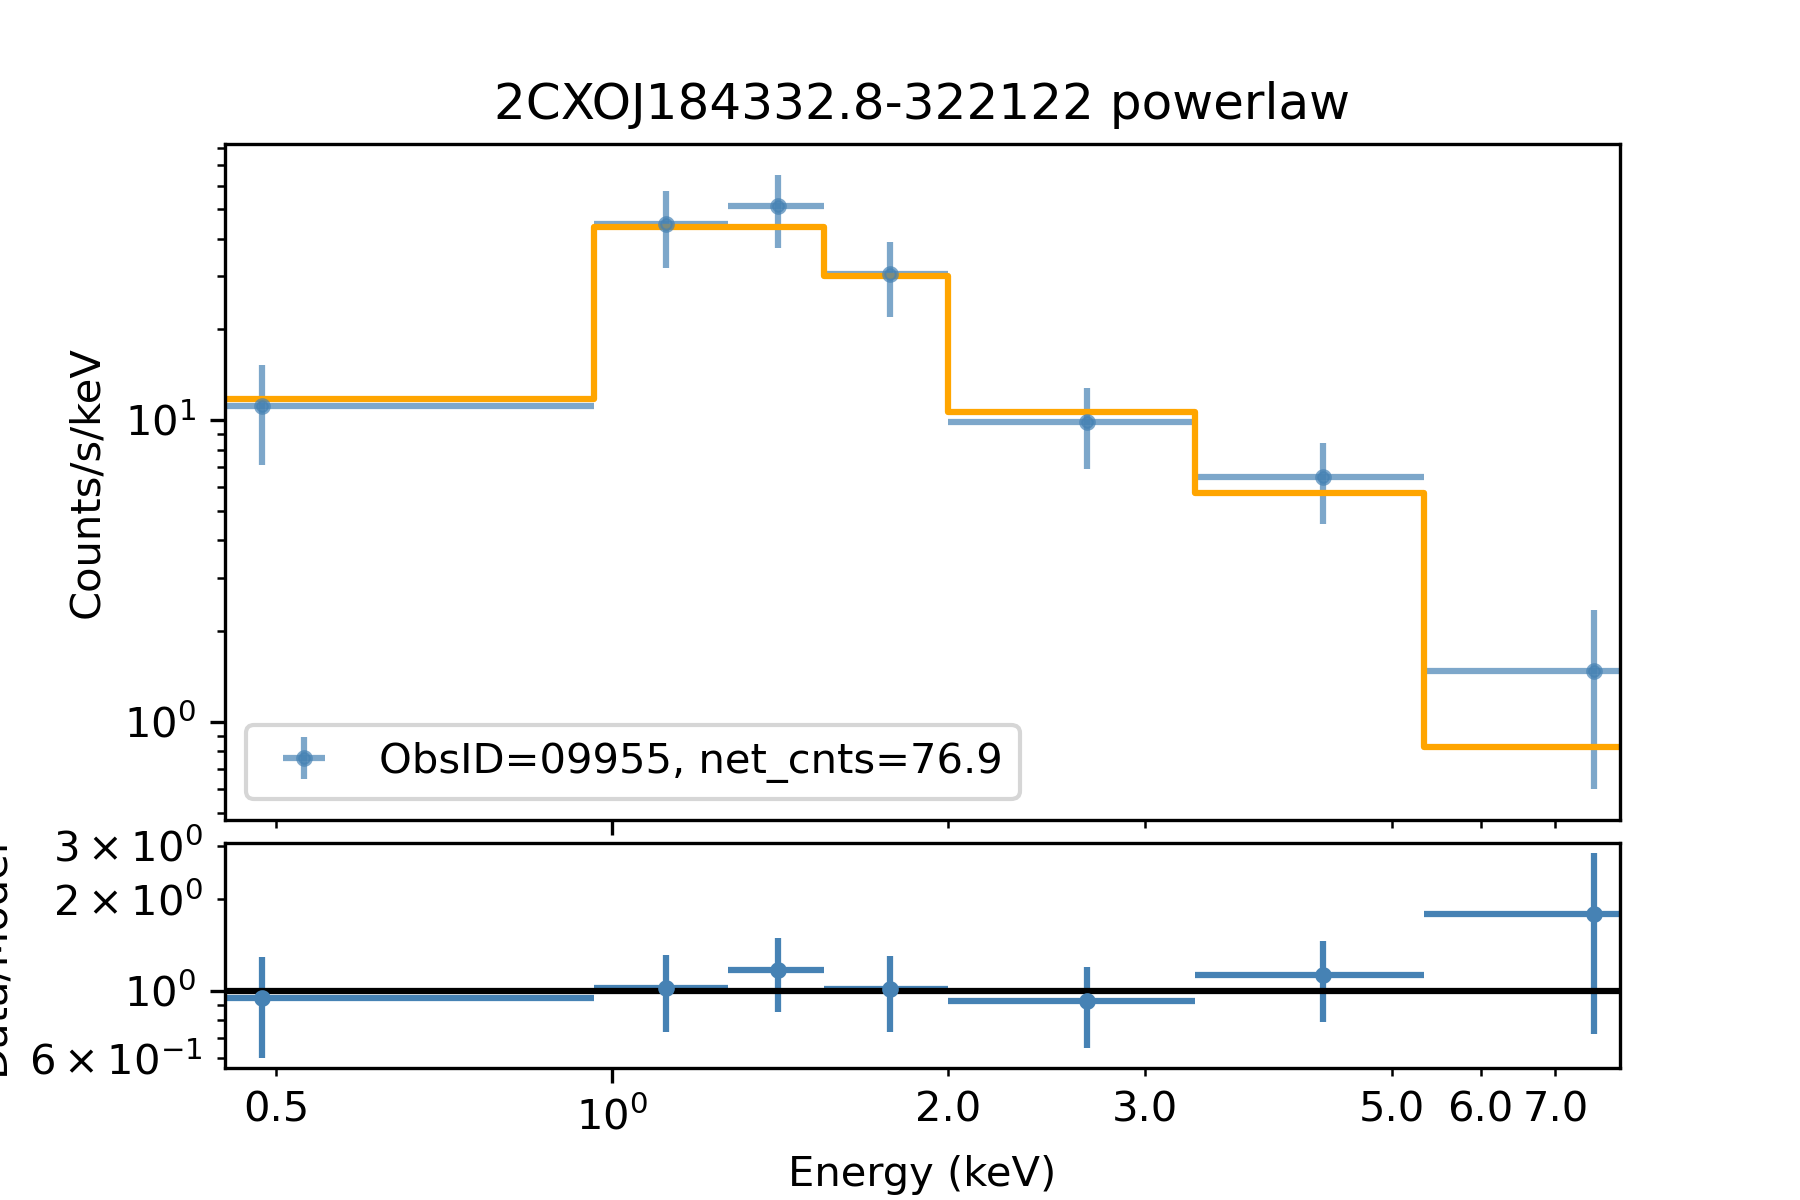 2CXOJ184332.8-322122 powerlaw
Counts/s/keV
10¹
10⁰
ObsID=09955, net_cnts=76.9
3 × 10⁰
2 × 10⁰
10⁰
6 × 10⁻¹
0.5 10⁰ 2.0 3.0 5.0 6.0 7.0
Energy (keV)